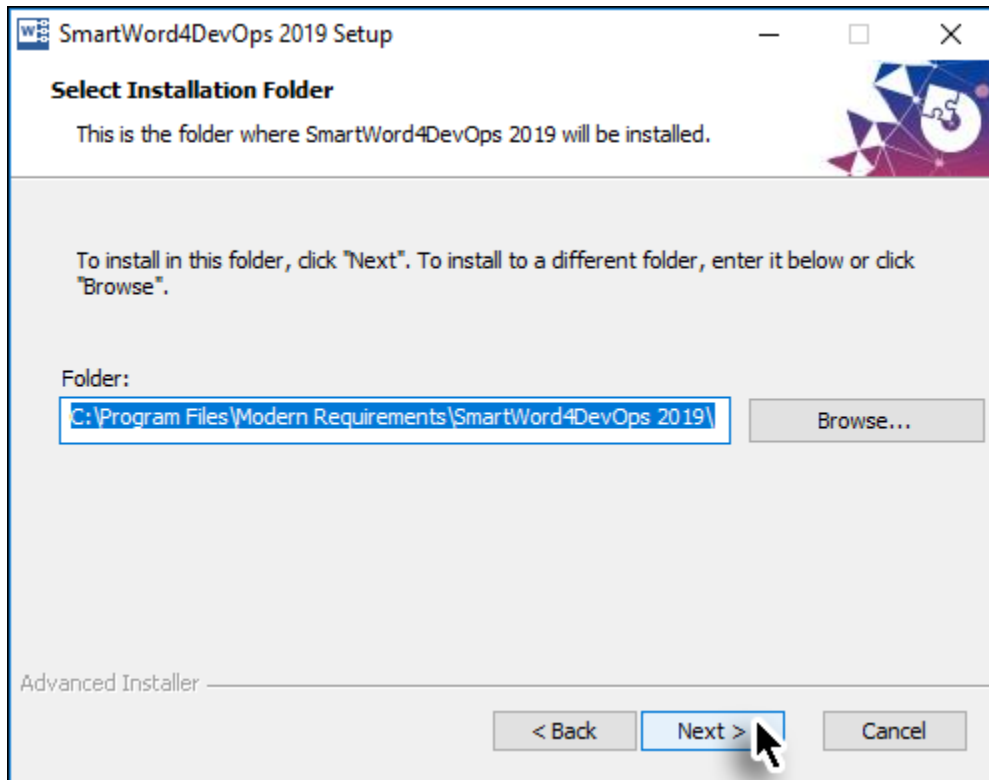 SmartWord4DevOps 2019 Setup
Select Installation Folder
This is the folder where SmartWord4DevOps 2019 will be installed.
To install in this folder, click "Next". To install to a different folder, enter it below or click
"Browse".
Folder:
C:\Program Files\Modern Requirements\SmartWord4DevOps 2019\
Browse...
Advanced Installer
< Back
Next >
Cancel